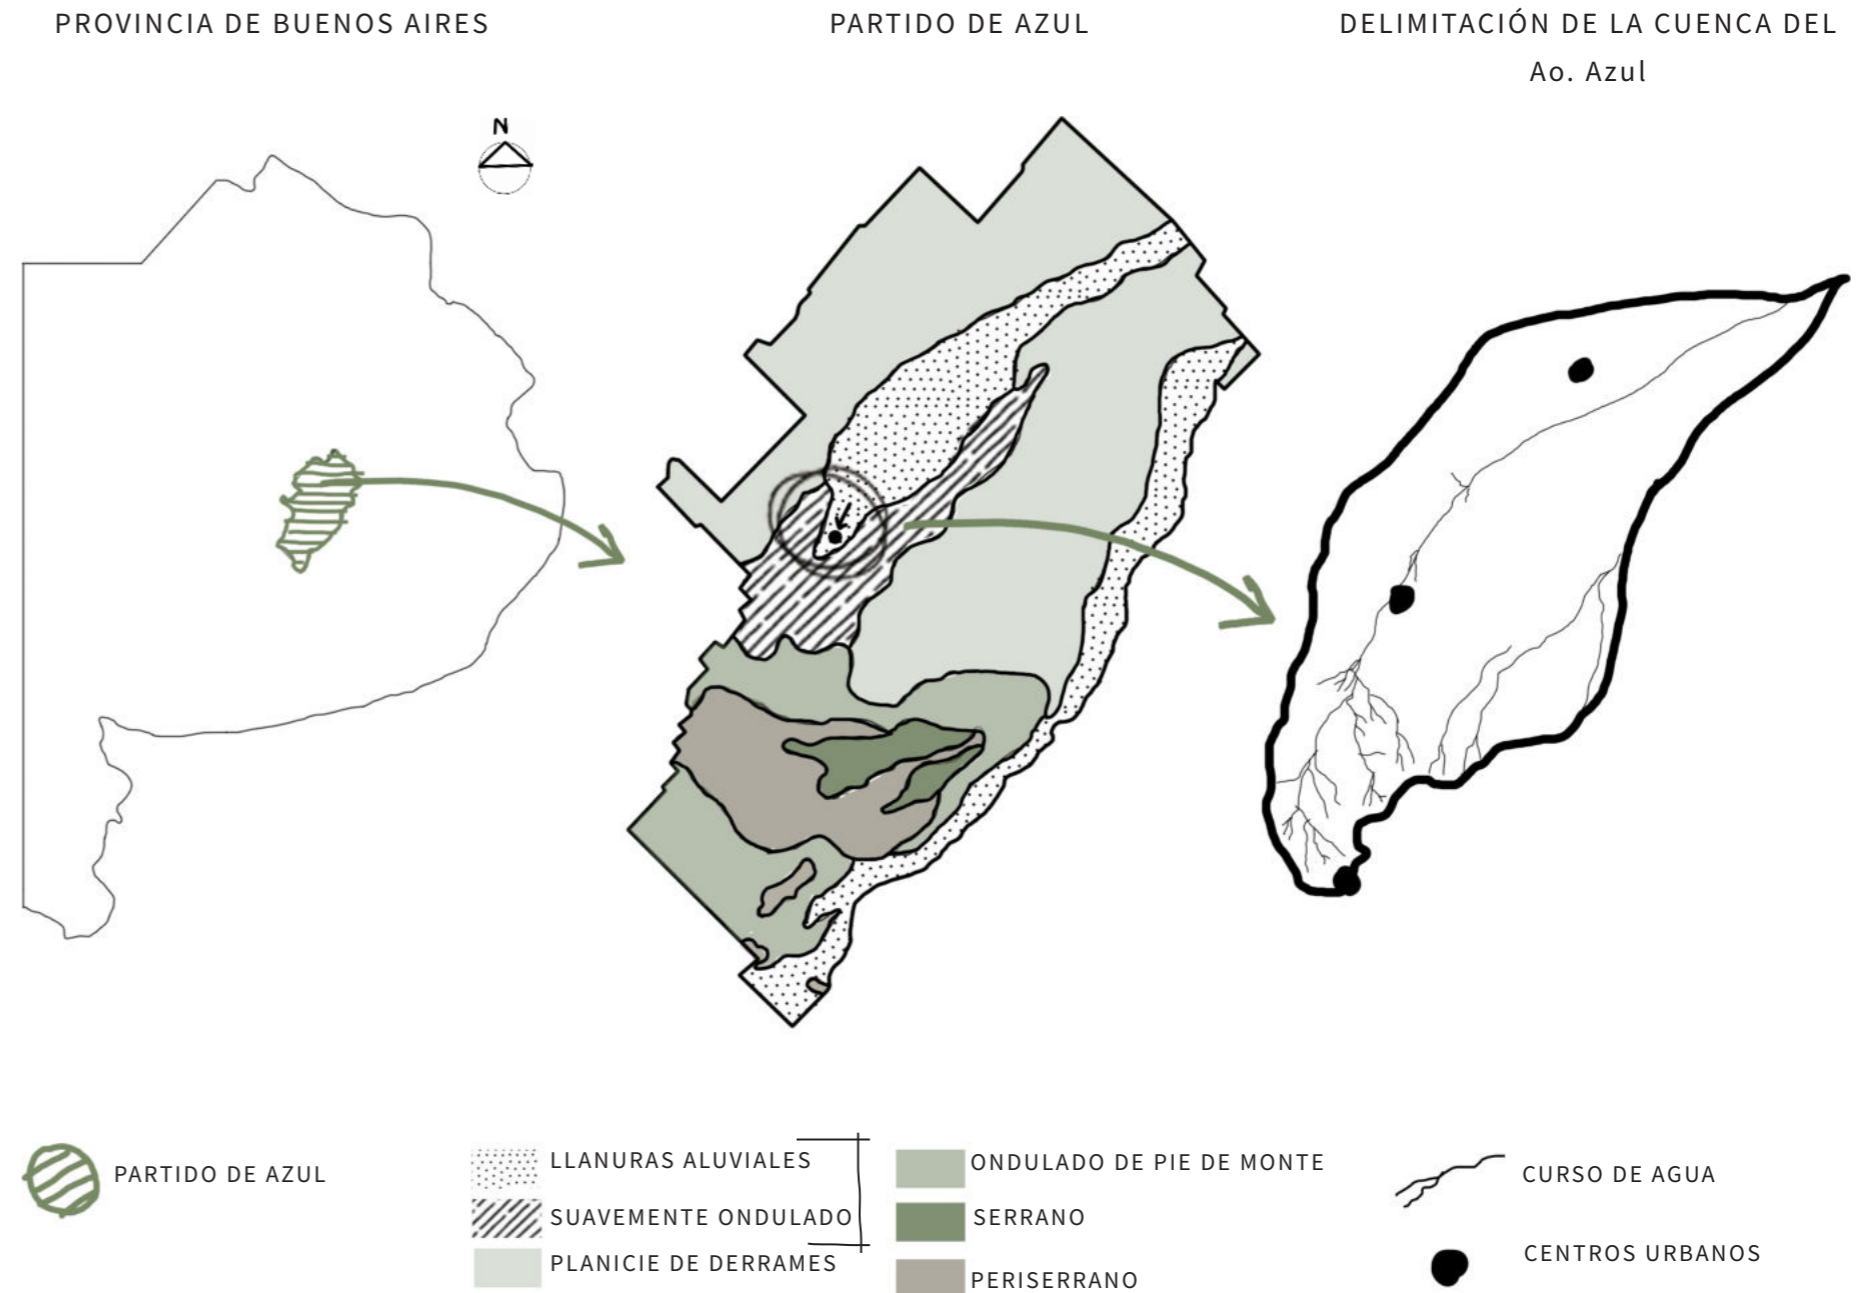 PROVINCIA DE BUENOS AIRES
PARTIDO DE AZUL
DELIMITACIÓN DE LA CUENCA DEL
Ao. Azul
N
PARTIDO DE AZUL
LLANURAS ALUVIALES
SUAVEMENTE ONDULADO
PLANICIE DE DERRAMES
ONDULADO DE PIE DE MONTE
SERRANO
PERISERRANO
CURSO DE AGUA
CENTROS URBANOS